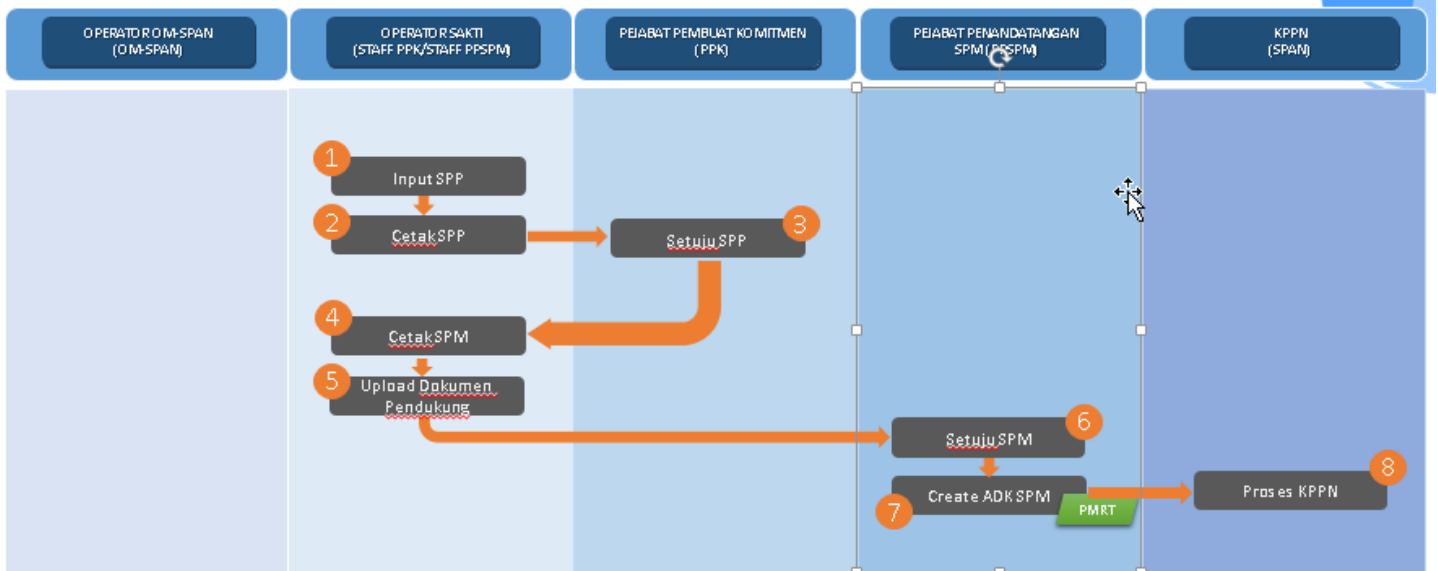 OPERATOR OM-SPAN
(OM-SPAN)
OPERATOR SAKTI
(STAFF PPK/STAFF PPSPM)
PEJABAT PEMBUAT KOMITMEN
(PPK)
PEJABAT PENANDATANGAN
SPM (PPSPM)
KPPN
(SPAN)
1
Input SPP
2
Cetak SPP
3
Setuju SPP
4
Cetak SPM
5
Upload Dokumen
Pendukung
6
Setuju SPM
7
Create ADK SPM
PMRT
8
Proses KPPN